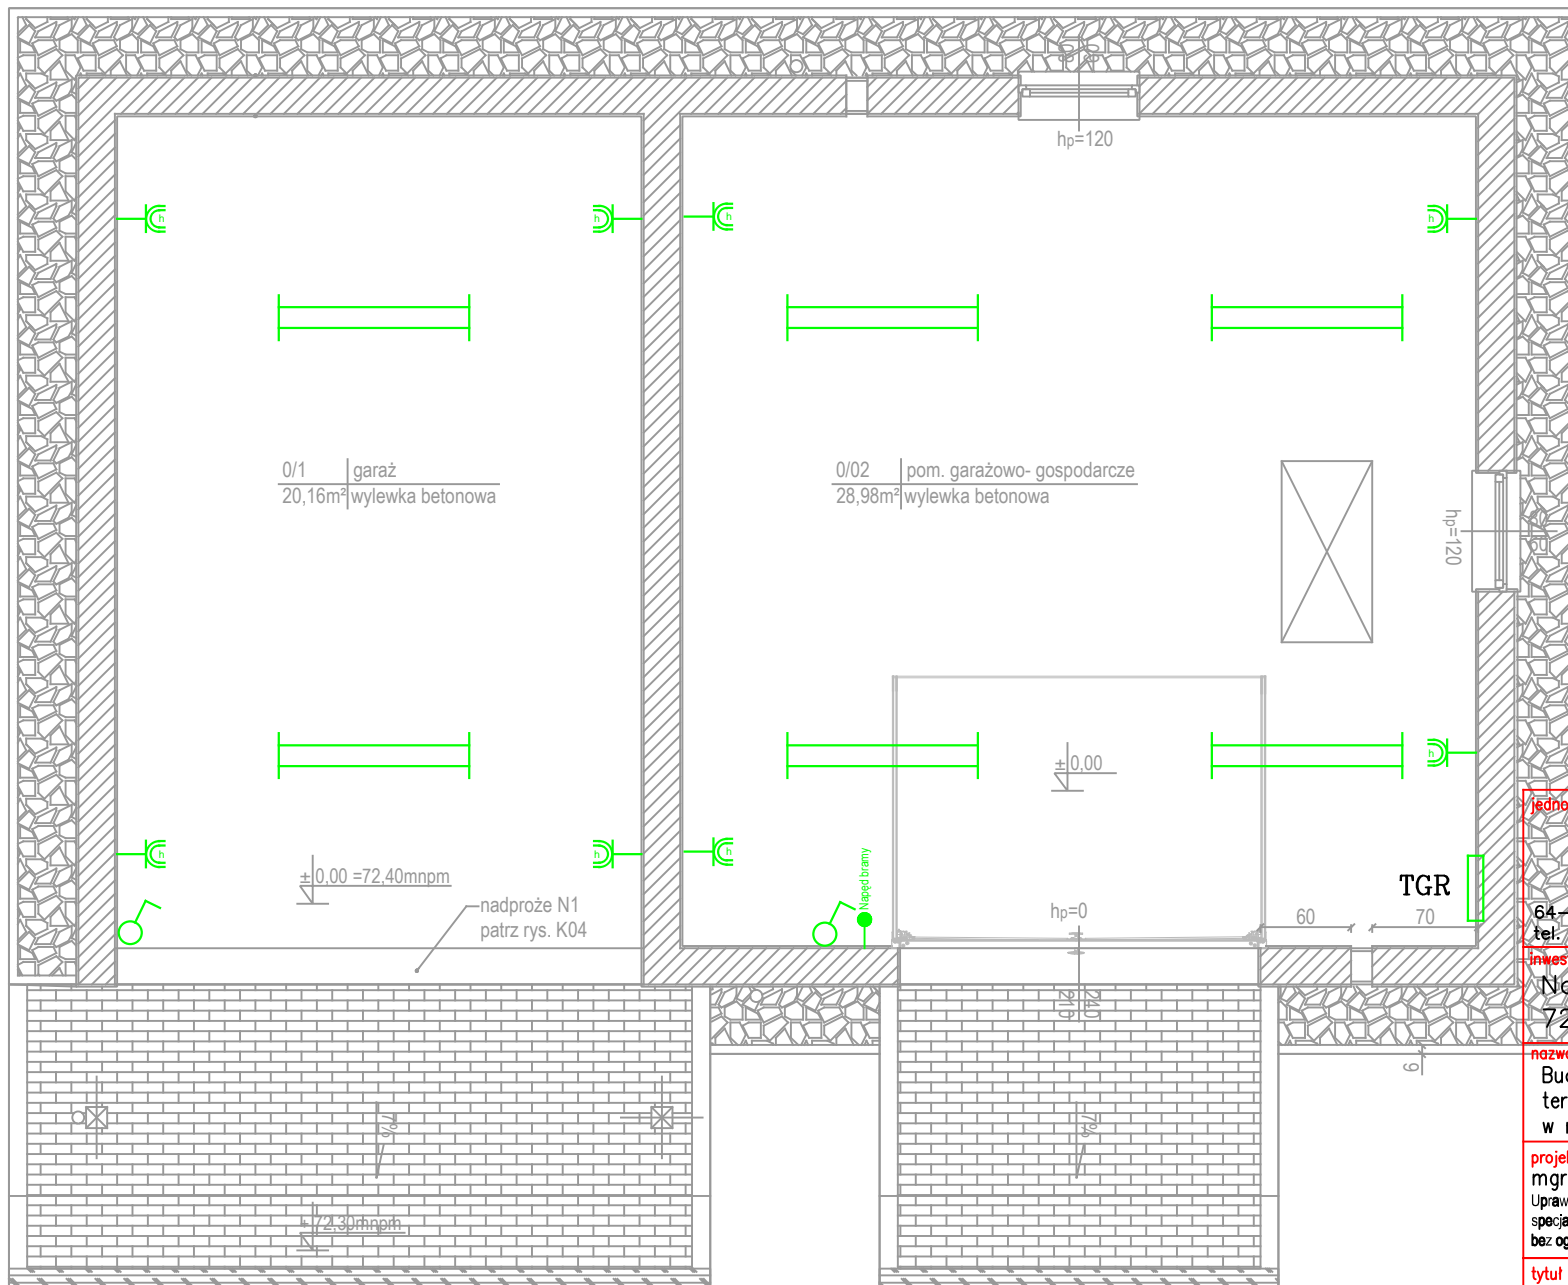 hp=120
h
h
h
h
0/1 garaż
20,16m² wylewka betonowa
0/02 pom. garażowo- gospodarcze
28,98m² wylewka betonowa
hp=120
60
± 0,00
h
h
h
h
h
Napęd bramy
± 0,00 =72,40mnpm
nadproże N1
patrz rys. K04
hp=0
TGR
60
70
240
210
9
7%
7%
±72,30mnpm
jedno
64-
tel.
inwes
72
nazwa
Bud
ter
w
projek
mgr
Upraw
specja
bez og
tytuł